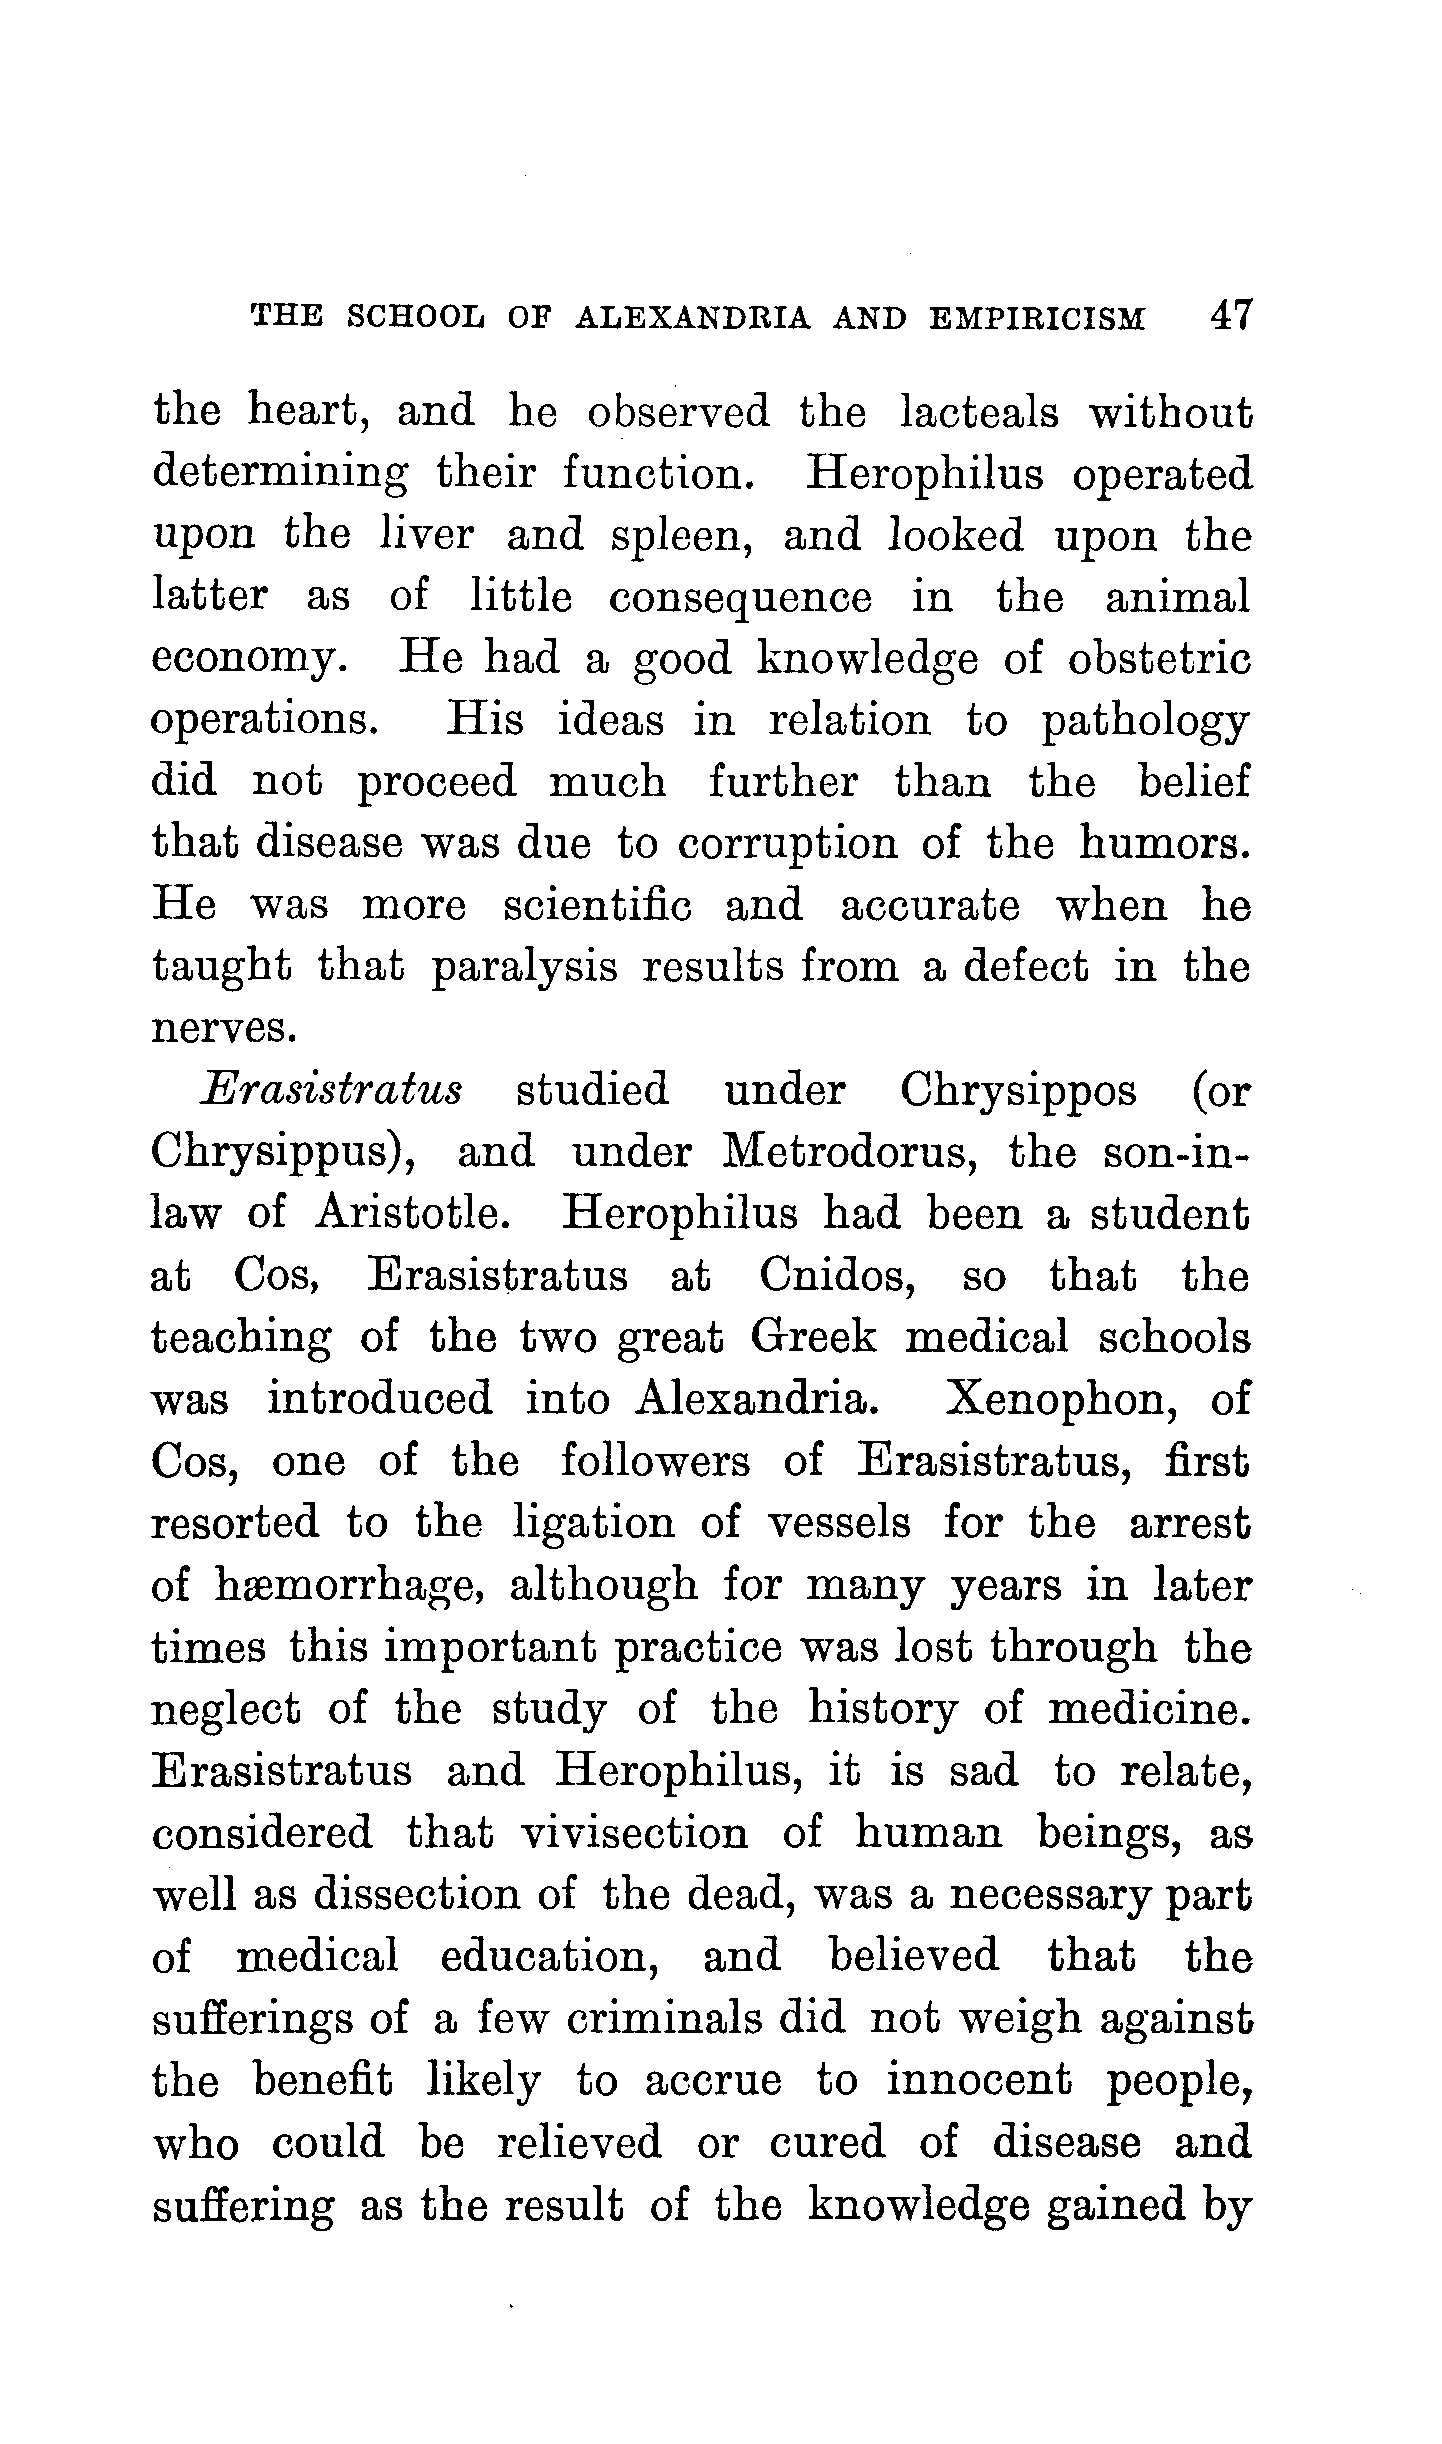 THE SCHOOL OF ALEXANDRIA AND EMPIRICISM 47
the heart, and he observed the lacteals without
determining their function. Herophilus operated
upon the liver and spleen, and looked upon the
latter as of little consequence in the animal
economy. He had a good knowledge of obstetric
operations. His ideas in relation to pathology
did not proceed much further than the belief
that disease was due to corruption of the humors.
He was more scientific and accurate when he
taught that paralysis results from a defect in the
nerves.
Erasistratus studied under Chrysippos (or
Chrysippus), and under Metrodorus, the son-in-
law of Aristotle. Herophilus had been a student
at Cos, Erasistratus at Cnidos, so that the
teaching of the two great Greek medical schools
was introduced into Alexandria. Xenophon, of
Cos, one of the followers of Erasistratus, first
resorted to the ligation of vessels for the arrest
of hæmorrhage, although for many years in later
times this important practice was lost through the
neglect of the study of the history of medicine.
Erasistratus and Herophilus, it is sad to relate,
considered that vivisection of human beings, as
well as dissection of the dead, was a necessary part
of medical education, and believed that the
sufferings of a few criminals did not weigh against
the benefit likely to accrue to innocent people,
who could be relieved or cured of disease and
suffering as the result of the knowledge gained by